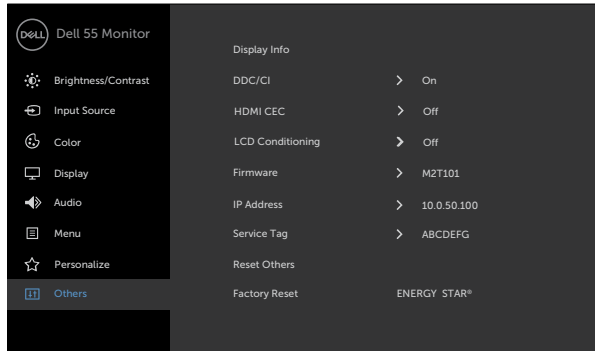 DELL Dell 55 Monitor
Display Info
Brightness/Contrast DDC/CI > On
Input Source HDMI CEC > Off
Color LCD Conditioning > Off
Display Firmware > M2T101
Audio IP Address > 10.0.50.100
Menu Service Tag > ABCDEFG
Personalize Reset Others
Others Factory Reset ENERGY STAR®